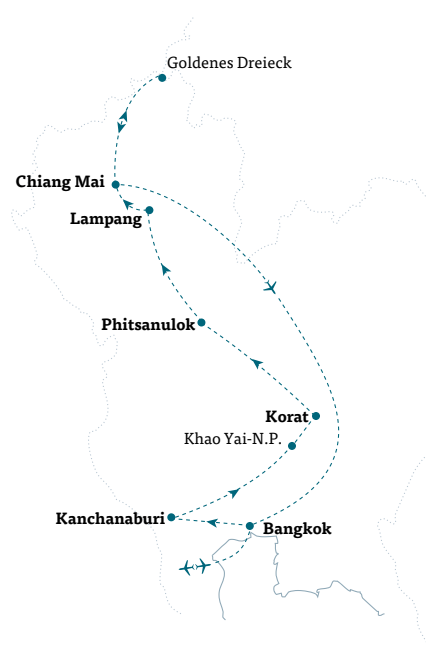 Goldenes Dreieck
Chiang Mai
Lampang
Phitsanulok
Korat
Khao Yai-N.P.
Kanchanaburi
Bangkok